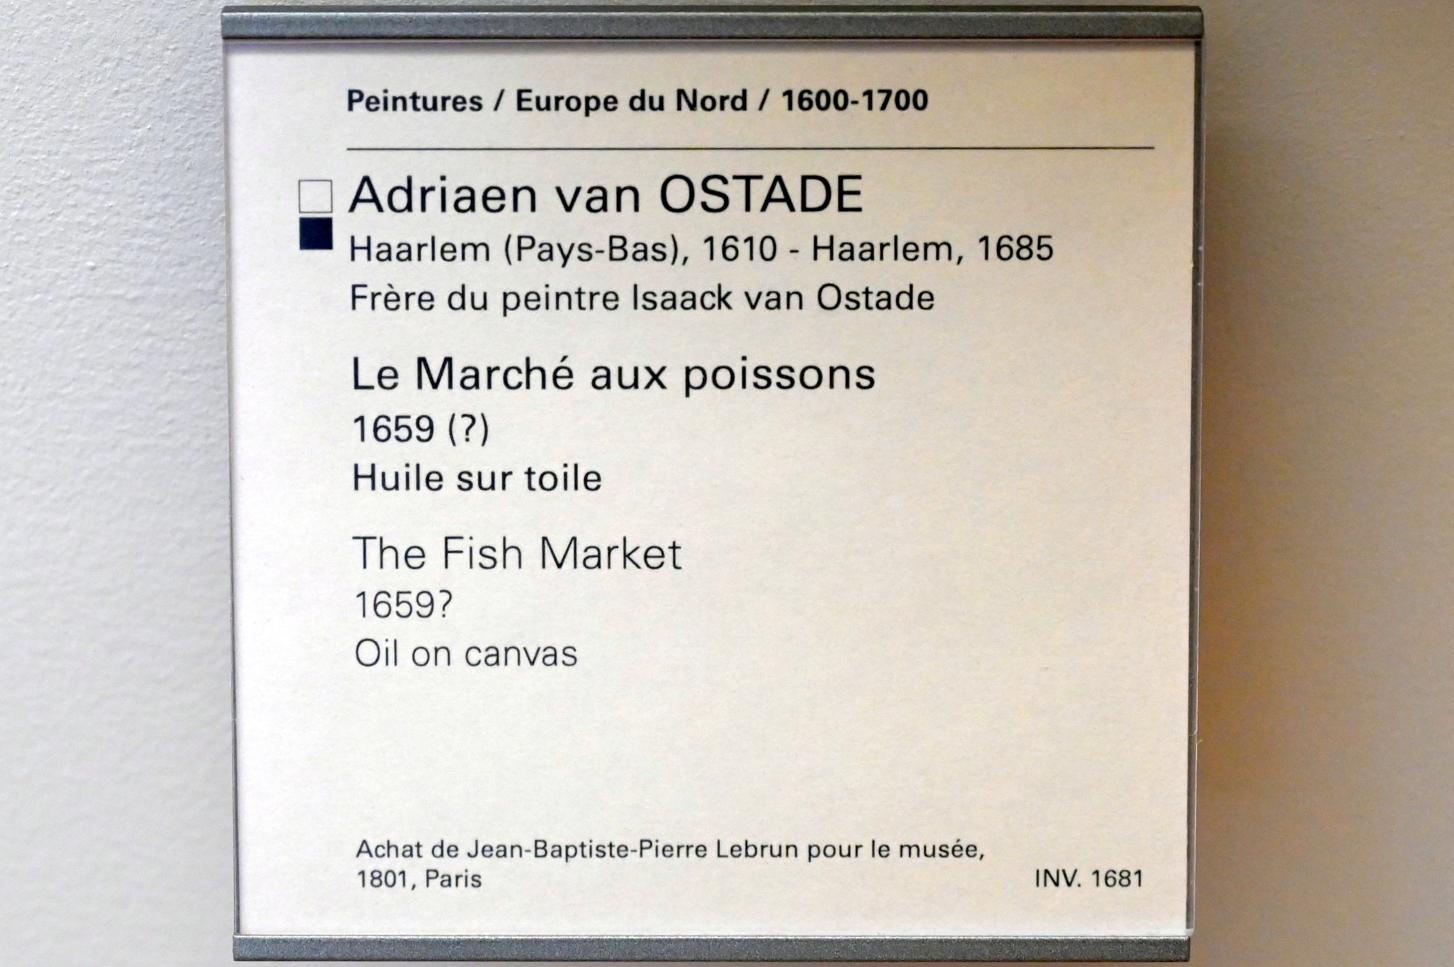 Peintures / Europe du Nord / 1600-1700
Adriaen van OSTADE
Haarlem (Pays-Bas), 1610 - Haarlem, 1685
Frère du peintre Isaack van Ostade
Le Marché aux poissons
1659 (?)
Huile sur toile
The Fish Market
1659?
Oil on canvas
Achat de Jean-Baptiste-Pierre Lebrun pour le musée,
1801, Paris
INV. 1681